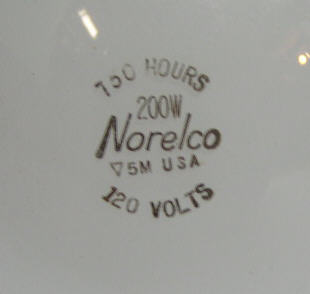 750 HOURS
200W
Norelco
▽5M USA
120 VOLTS